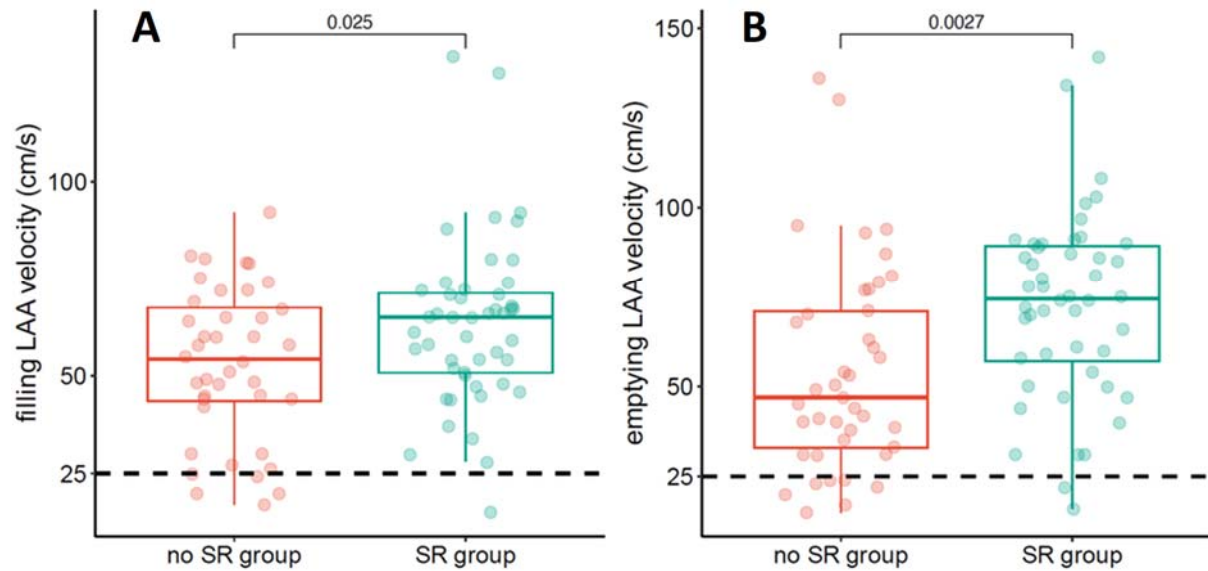 A
0.025
filling LAA velocity (cm/s)
100
50
25
no SR group
SR group
B
0.0027
emptying LAA velocity (cm/s)
150
100
50
25
no SR group
SR group